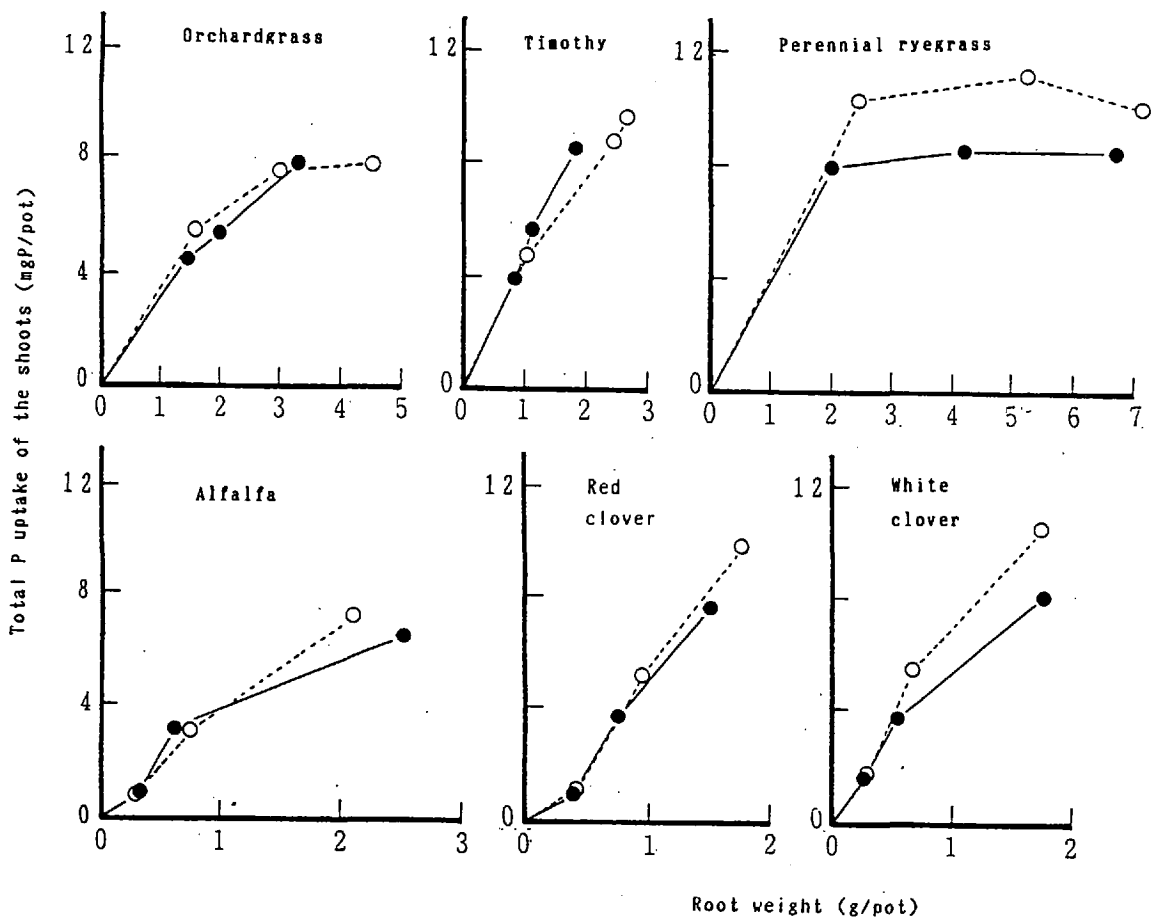 Total P uptake of the shoots (mgP/pot)
Orchardgrass
12
8
4
0
0 1 2 3 4 5
Timothy
12
0
0 1 2 3
Perennial ryegrass
12
0
0 1 2 3 4 5 6 7
Alfalfa
12
8
4
0
0 1 2 3
Red
clover
12
0
0 1 2
White
clover
12
0
0 1 2
Root weight (g/pot)